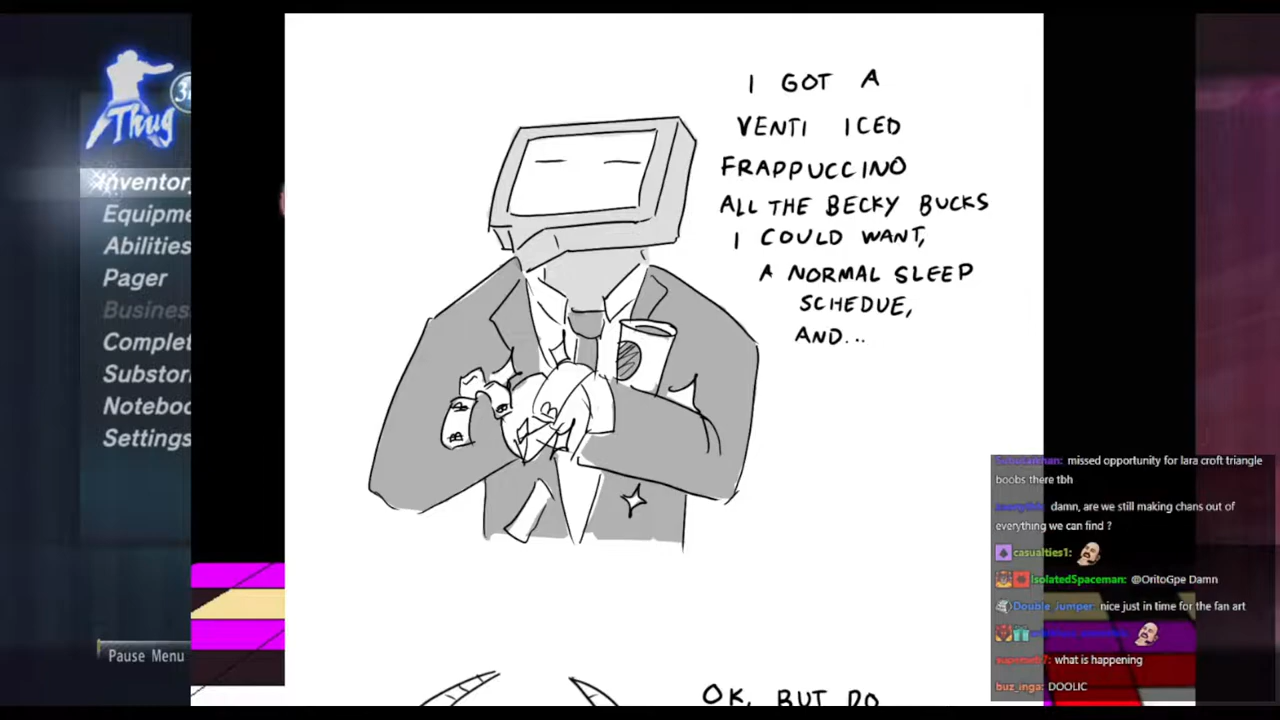 Thug
Inventor
Equipme
Abilities
Pager
Busines
Complet
Substori
Notebo
Settings
Pause Menu
I GOT A
VENTI ICED
FRAPPUCCINO
ALL THE BECKY BUCKS
I COULD WANT,
A NORMAL SLEEP
SCHEDUE,
AND...
OK, BUT DO
missed opportunity for lara croft triangle
boobs there tbh
damn, are we still making chans out of
everything we can find ?
casualties1:
IsolatedSpaceman: @OritoGpe Damn
Double_Jumper: nice just in time for the fan art
what is happening
buz_inga: DOOLIC